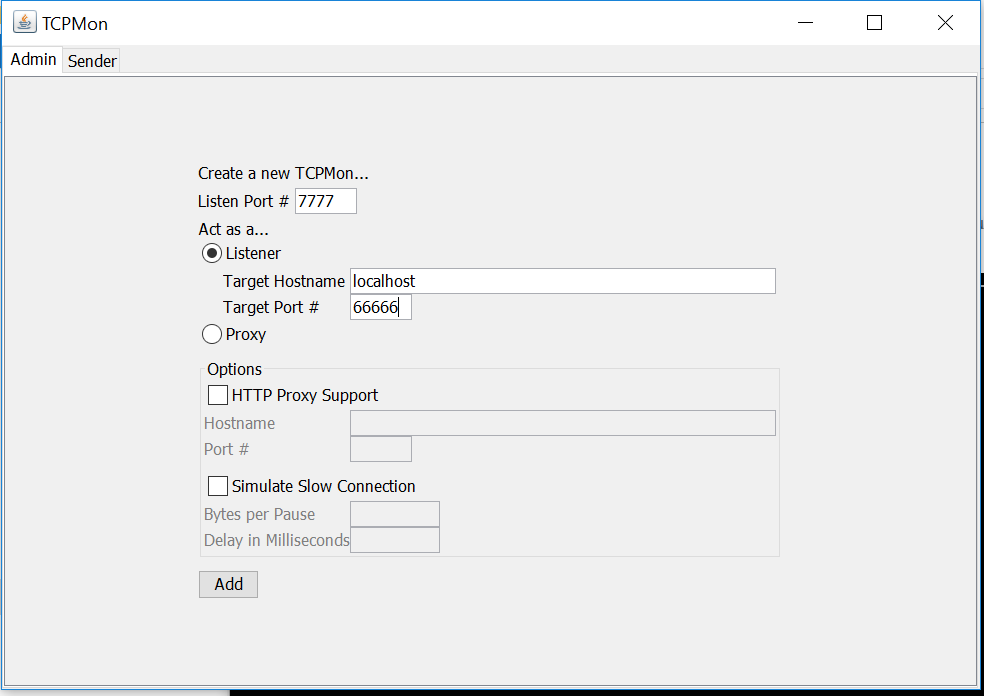 TCPMon
Admin Sender
Create a new TCPMon...
Listen Port # 7777
Act as a...
Listener
Target Hostname localhost
Target Port # 66666
Proxy
Options
HTTP Proxy Support
Hostname
Port #
Simulate Slow Connection
Bytes per Pause
Delay in Milliseconds
Add